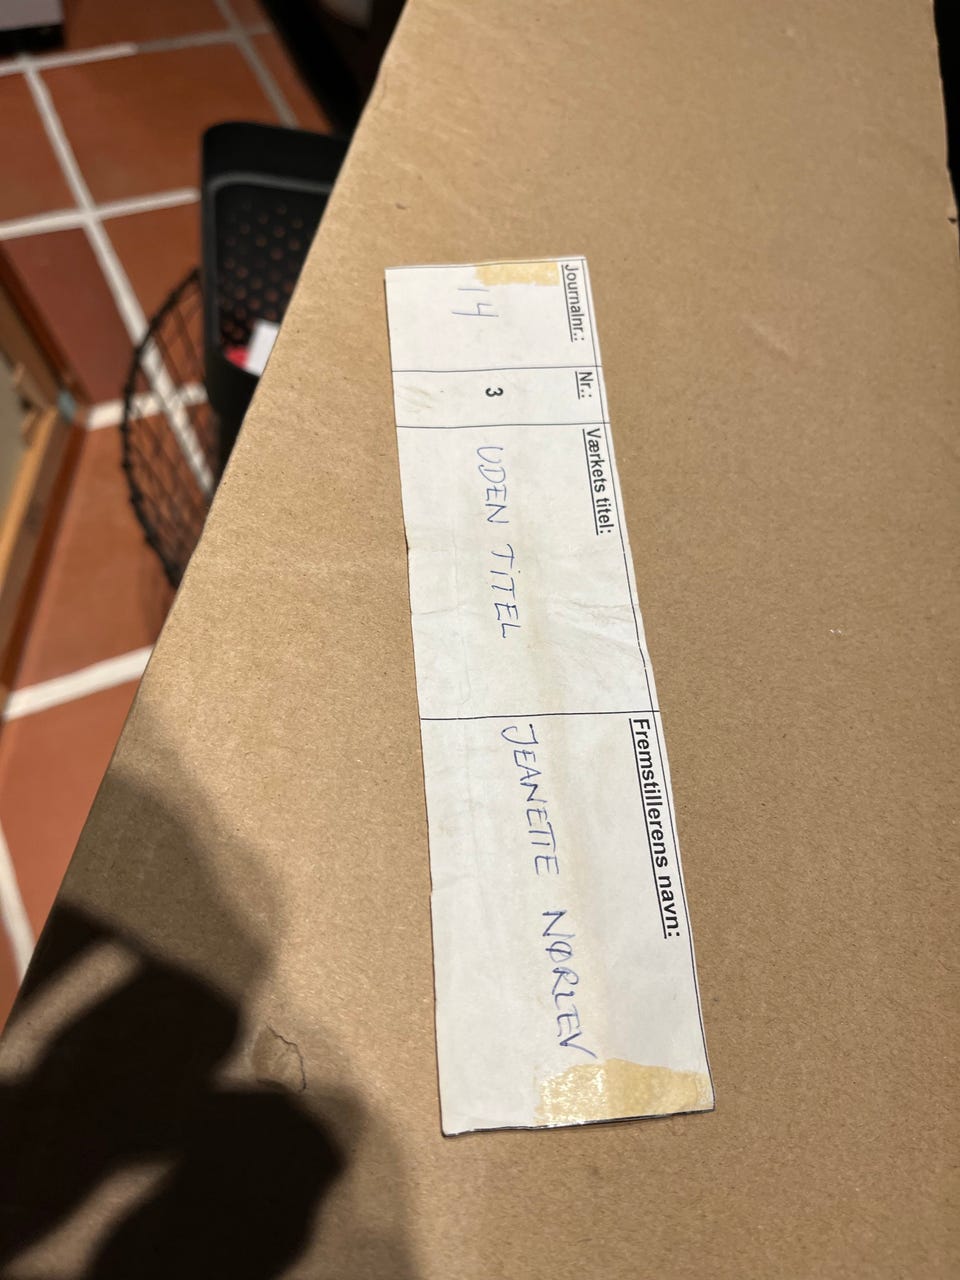 Journalnr.: Nr.: Værkets titel: Fremstillerens navn:
14 3 UDEN TITEL JEANETTE NØRLEV